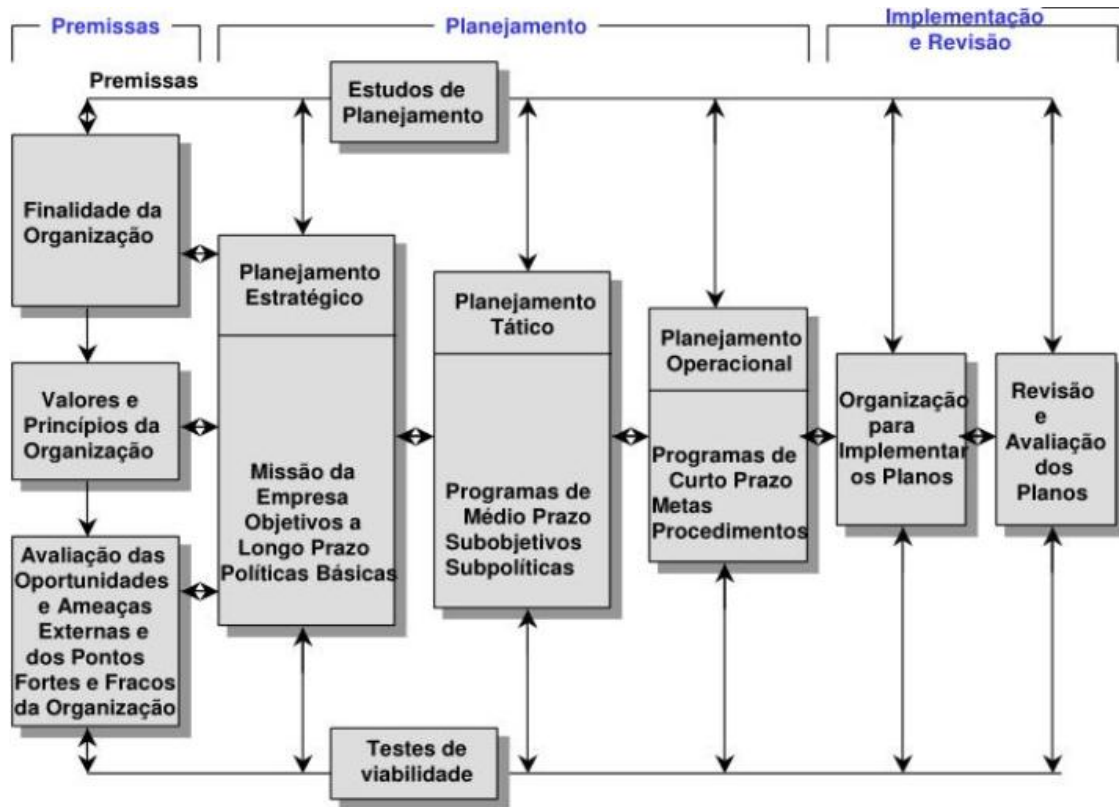 Premissas
Planejamento
Implementação
e Revisão
Premissas
Estudos de
Planejamento
Finalidade da
Organização
Valores e
Princípios da
Organização
Avaliação das
Oportunidades
e Ameaças
Externas e
dos Pontos
Fortes e Fracos
da Organização
Planejamento
Estratégico
Missão da
Empresa
Objetivos a
Longo Prazo
Políticas Básicas
Planejamento
Tático
Programas de
Médio Prazo
Subobjetivos
Subpolíticas
Planejamento
Operacional
Programas de
Curto Prazo
Metas
Procedimentos
Organização
para
Implementar
os Planos
Revisão
e
Avaliação
dos
Planos
Testes de
viabilidade